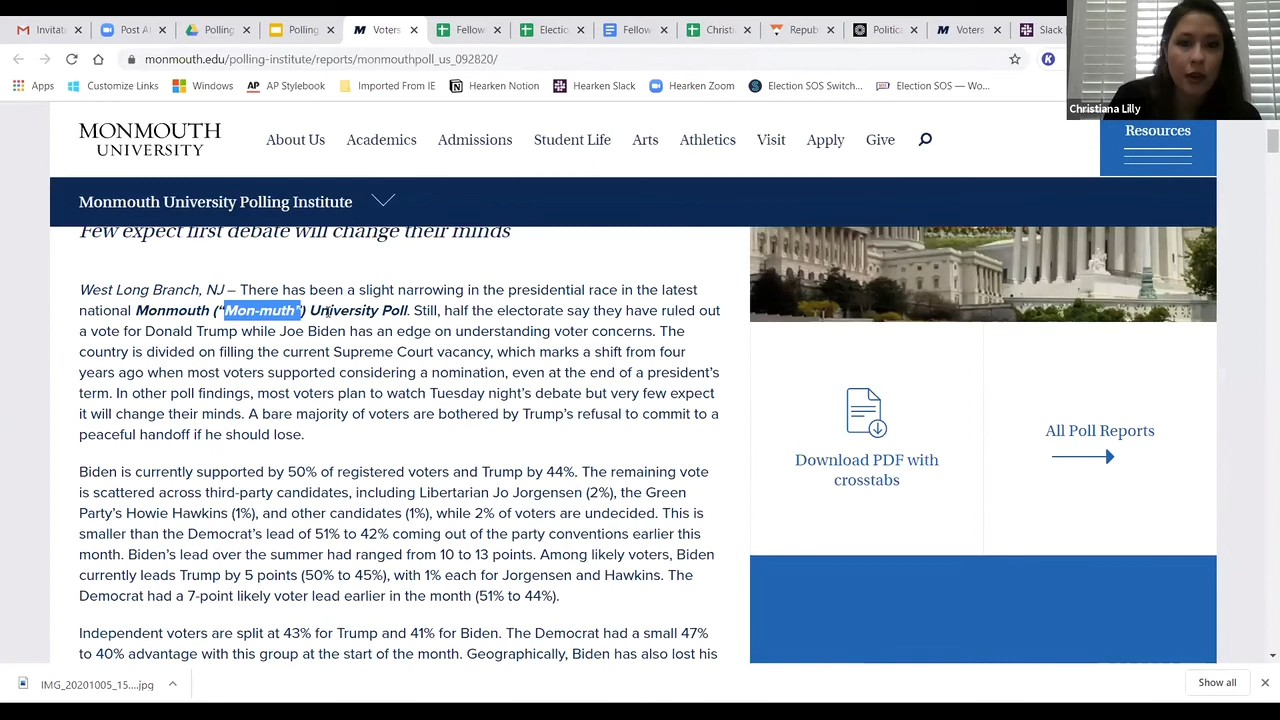 Invitat
Post A
Polling
Polling
Voters
Fellow
Electio
Fellow
Christi
Repu
Politica
Voters
Slack
monmouth.edu/polling-institute/reports/
_us_092820/
Apps
Customize Links
Windows
AP
AP Stylebook
Imported From IE
Hearken Notion
Hearken Slack
Hearken Zoom
Election SOS Switch...
Election SOS — Wo...
Christiana Lilly
MONMOUTH
UNIVERSITY
About Us
Academics
Admissions
Student Life
Arts
Athletics
Visit
Apply
Give
Resources
Monmouth University Polling Institute
Few expect first debate will change their minds
West Long Branch, NJ – There has been a slight narrowing in the presidential race in the latest
national Monmouth (“Mon-muth”) University Poll. Still, half the electorate say they have ruled out
a vote for Donald Trump while Joe Biden has an edge on understanding voter concerns. The
country is divided on filling the current Supreme Court vacancy, which marks a shift from four
years ago when most voters supported considering a nomination, even at the end of a president’s
term. In other poll findings, most voters plan to watch Tuesday night’s debate but very few expect
it will change their minds. A bare majority of voters are bothered by Trump’s refusal to commit to a
peaceful handoff if he should lose.
Biden is currently supported by 50% of registered voters and Trump by 44%. The remaining vote
is scattered across third-party candidates, including Libertarian Jo Jorgensen (2%), the Green
Party’s Howie Hawkins (1%), and other candidates (1%), while 2% of voters are undecided. This is
smaller than the Democrat’s lead of 51% to 42% coming out of the party conventions earlier this
month. Biden’s lead over the summer had ranged from 10 to 13 points. Among likely voters, Biden
currently leads Trump by 5 points (50% to 45%), with 1% each for Jorgensen and Hawkins. The
Democrat had a 7-point likely voter lead earlier in the month (51% to 44%).
Independent voters are split at 43% for Trump and 41% for Biden. The Democrat had a small 47%
to 40% advantage with this group at the start of the month. Geographically, Biden has also lost his
Download PDF with
crosstabs
All Poll Reports
IMG_20201005_15....jpg
Show all